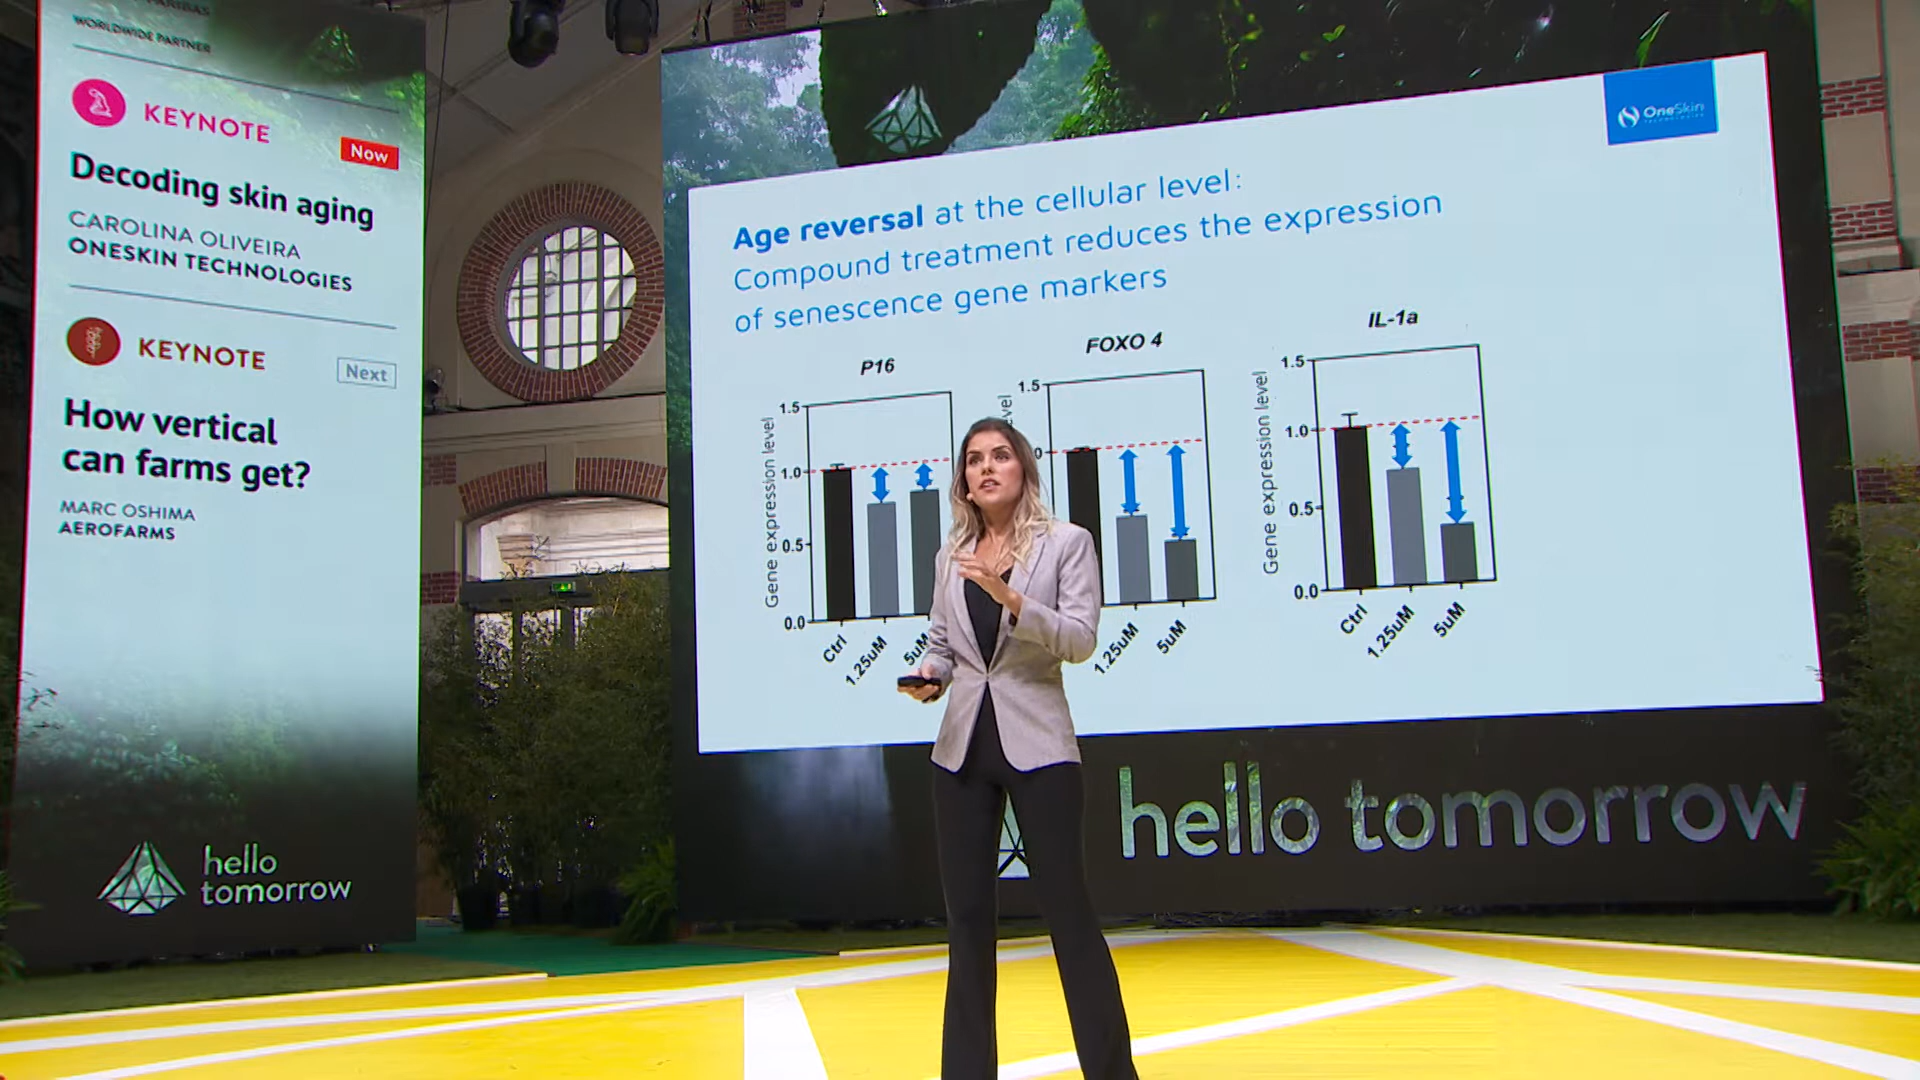 PARIBAS
WORLDWIDE PARTNER
KEYNOTE
Now
Decoding skin aging
CAROLINA OLIVEIRA
ONESKIN TECHNOLOGIES
KEYNOTE
Next
How vertical
can farms get?
MARC OSHIMA
AEROFARMS
hello
tomorrow
OneSkin
Age reversal at the cellular level:
Compound treatment reduces the expression
of senescence gene markers
P16
Gene expression level
1.5
1.0
0.5
0.0
Ctrl
1.25uM
5uM
FOXO 4
1.5
1.25uM
5uM
IL-1a
Gene expression level
1.5
1.0
0.5
0.0
Ctrl
1.25uM
5uM
hello tomorrow